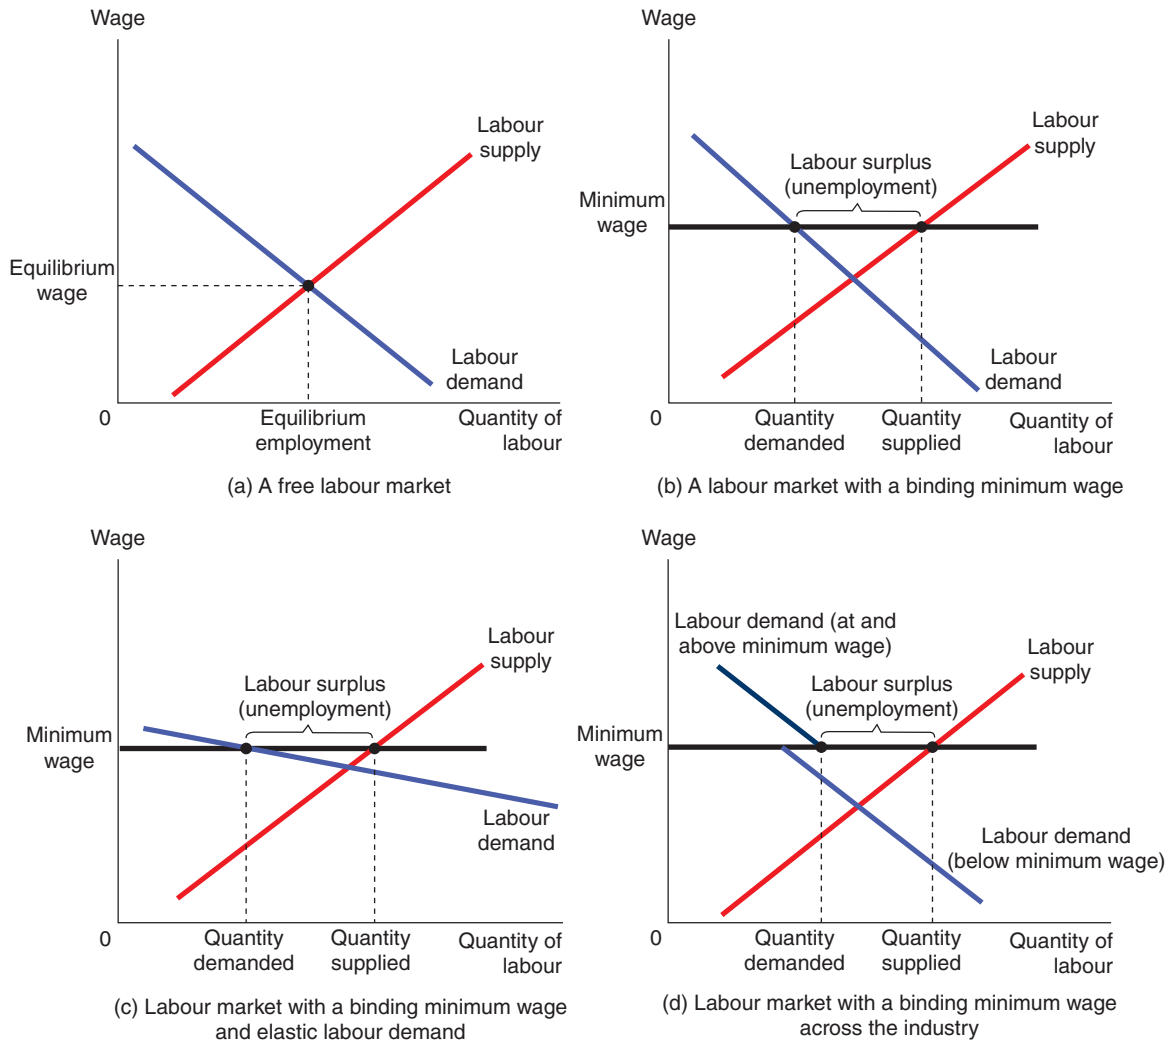 Wage
Labour
supply
Equilibrium
wage
Labour
demand
0
Equilibrium
employment
Quantity of
labour
(a) A free labour market
Wage
Labour
supply
Labour surplus
(unemployment)
Minimum
wage
Labour
demand
0
Quantity
demanded
Quantity
supplied
Quantity of
labour
(b) A labour market with a binding minimum wage
Wage
Labour
supply
Labour surplus
(unemployment)
Minimum
wage
Labour
demand
0
Quantity
demanded
Quantity
supplied
Quantity of
labour
(c) Labour market with a binding minimum wage
and elastic labour demand
Wage
Labour demand (at and
above minimum wage)
Labour
supply
Labour surplus
(unemployment)
Minimum
wage
Labour demand
(below minimum wage)
0
Quantity
demanded
Quantity
supplied
Quantity of
labour
(d) Labour market with a binding minimum wage
across the industry